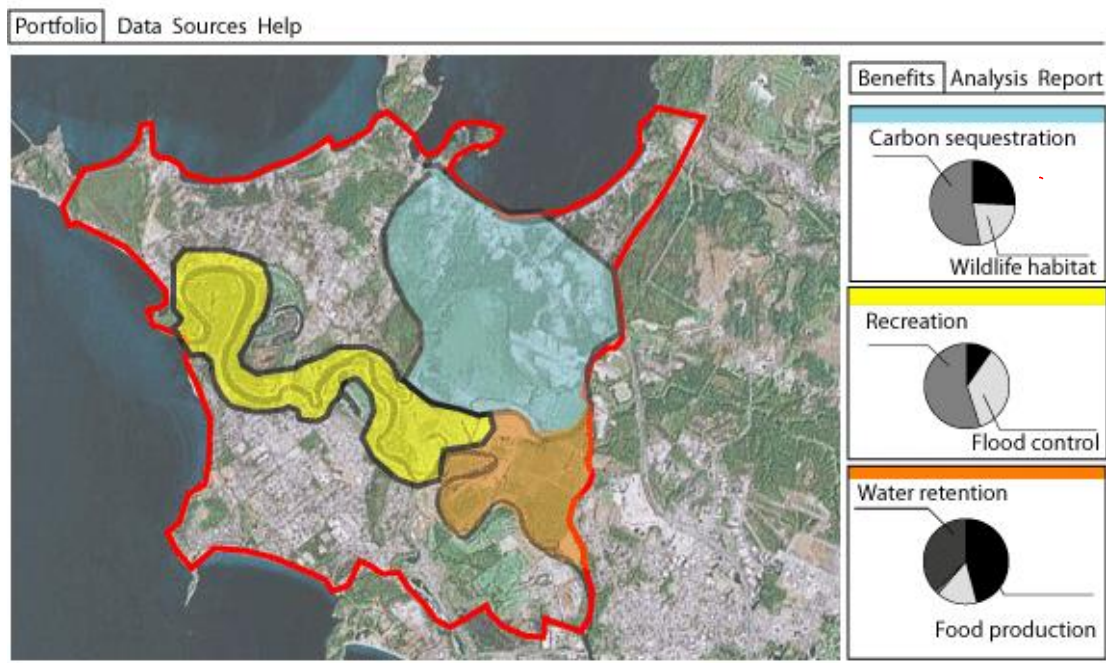 Portfolio Data Sources Help
Benefits Analysis Report
Carbon sequestration
Wildlife habitat
Recreation
Flood control
Water retention
Food production